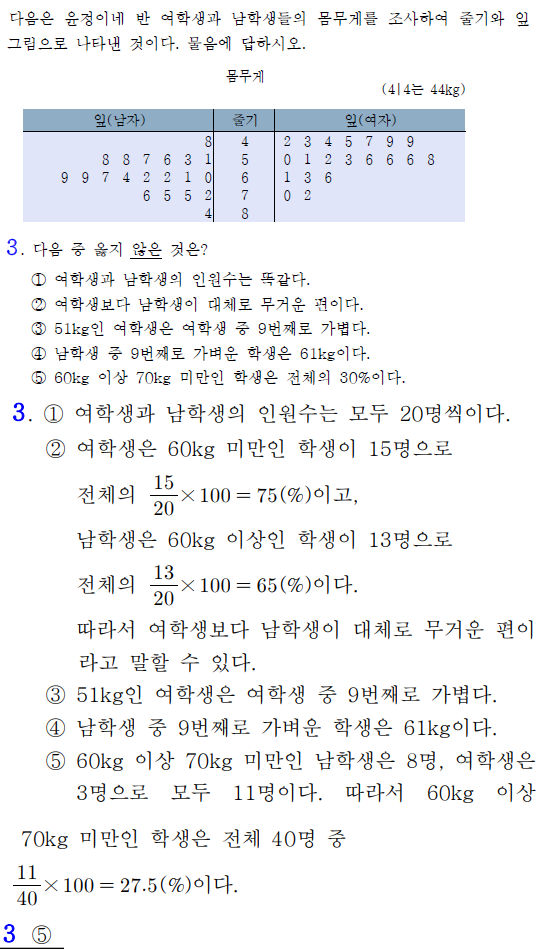 다음은 윤정이네 반 여학생과 남학생들의 몸무게를 조사하여 줄기와 잎
그림으로 나타낸 것이다. 물음에 답하시오.
몸무게
(4|4는 44kg)
잎(남자) 줄기 잎(여자)
8 4 2 3 4 5 7 9 9
8 8 7 6 3 1 5 0 1 2 3 6 6 6 8
9 9 7 4 2 2 1 0 6 1 3 6
6 5 5 2 7 0 2
4 8
3. 다음 중 옳지 않은 것은?
① 여학생과 남학생의 인원수는 똑같다.
② 여학생보다 남학생이 대체로 무거운 편이다.
③ 51kg인 여학생은 여학생 중 9번째로 가볍다.
④ 남학생 중 9번째로 가벼운 학생은 61kg이다.
⑤ 60kg 이상 70kg 미만인 학생은 전체의 30%이다.
3. ① 여학생과 남학생의 인원수는 모두 20명씩이다.
② 여학생은 60kg 미만인 학생이 15명으로
전체의 15/20 × 100 = 75(%)이고,
남학생은 60kg 이상인 학생이 13명으로
전체의 13/20 × 100 = 65(%)이다.
따라서 여학생보다 남학생이 대체로 무거운 편이
라고 말할 수 있다.
③ 51kg인 여학생은 여학생 중 9번째로 가볍다.
④ 남학생 중 9번째로 가벼운 학생은 61kg이다.
⑤ 60kg 이상 70kg 미만인 남학생은 8명, 여학생은
3명으로 모두 11명이다. 따라서 60kg 이상
70kg 미만인 학생은 전체 40명 중
11/40 × 100 = 27.5(%)이다.
3 ⑤